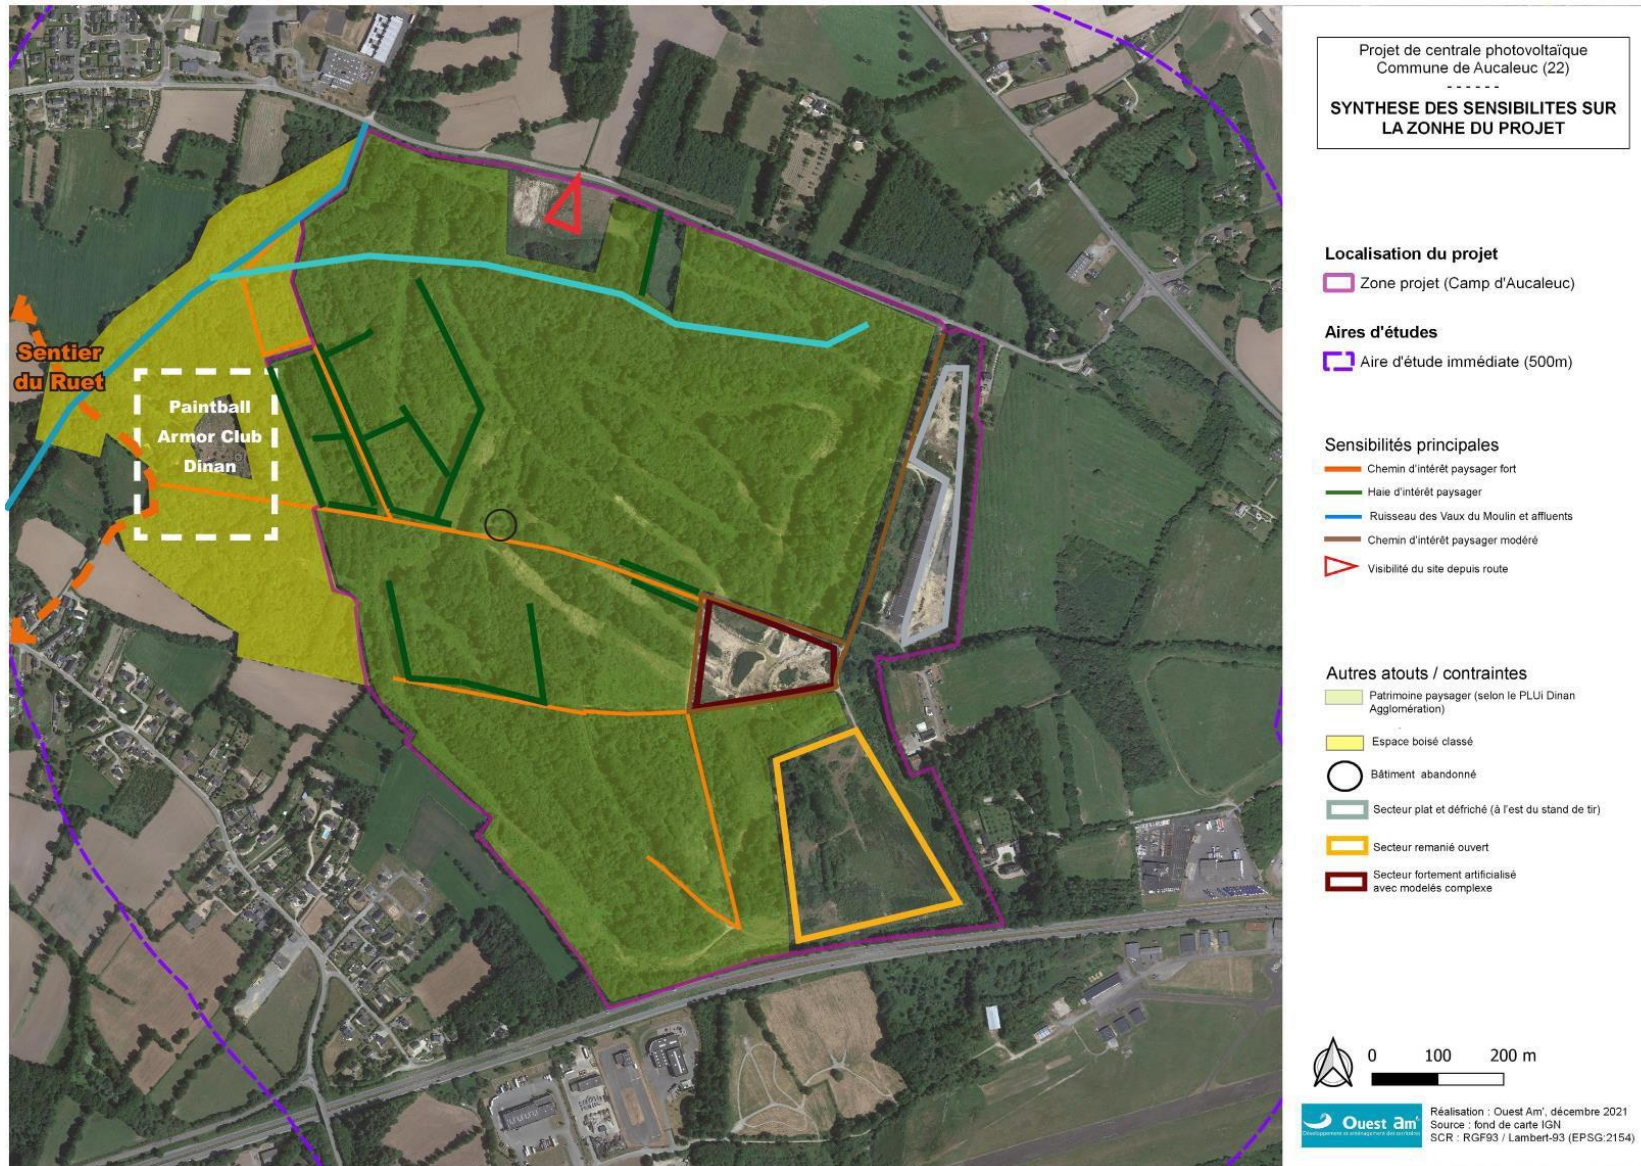 Projet de centrale photovoltaïque
Commune de Aucaleuc (22)
- - - - - -
SYNTHESE DES SENSIBILITES SUR
LA ZONHE DU PROJET
Localisation du projet
Zone projet (Camp d'Aucaleuc)
Aires d'études
Aire d'étude immédiate (500m)
Sensibilités principales
Chemin d'intérêt paysager fort
Haie d'intérêt paysager
Ruisseau des Vaux du Moulin et affluents
Chemin d'intérêt paysager modéré
Visibilité du site depuis route
Autres atouts / contraintes
Patrimoine paysager (selon le PLUi Dinan
Agglomération)
Espace boisé classé
Bâtiment abandonné
Secteur plat et défriché (à l'est du stand de tir)
Secteur remanié ouvert
Secteur fortement artificialisé
avec modelés complexe
Sentier
du Ruet
Paintball
Armor Club
Dinan
0 100 200 m
Ouest am'
Réalisation : Ouest Am', décembre 2021
Source : fond de carte IGN
SCR : RGF93 / Lambert-93 (EPSG:2154)